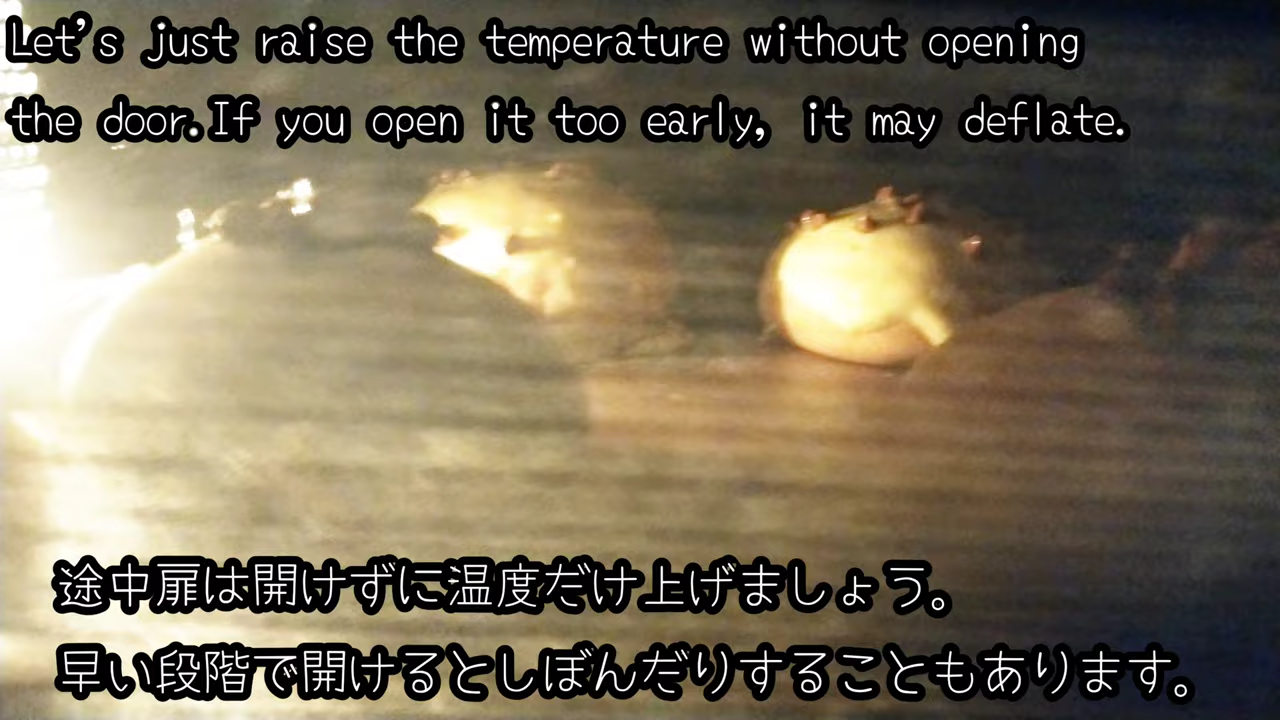 Let's just raise the temperature without opening
the door.If you open it too early, it may deflate.
途中扉は開けずに温度だけ上げましょう。
早い段階で開けるとしぼんだりすることもあります。